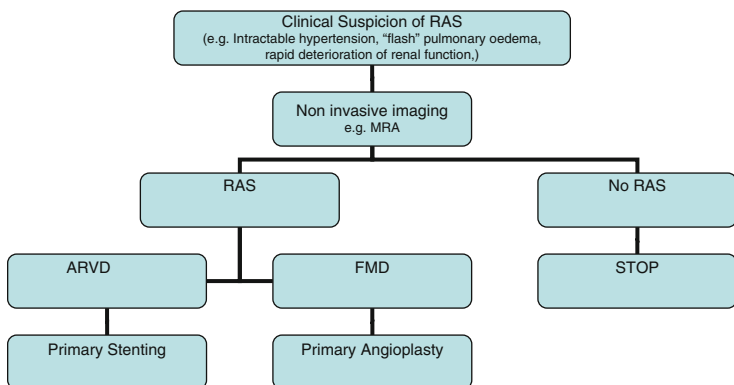 Clinical Suspicion of RAS
(e.g. Intractable hypertension, “flash” pulmonary oedema,
rapid deterioration of renal function,)
Non invasive imaging
e.g. MRA
RAS
No RAS
ARVD
FMD
STOP
Primary Stenting
Primary Angioplasty